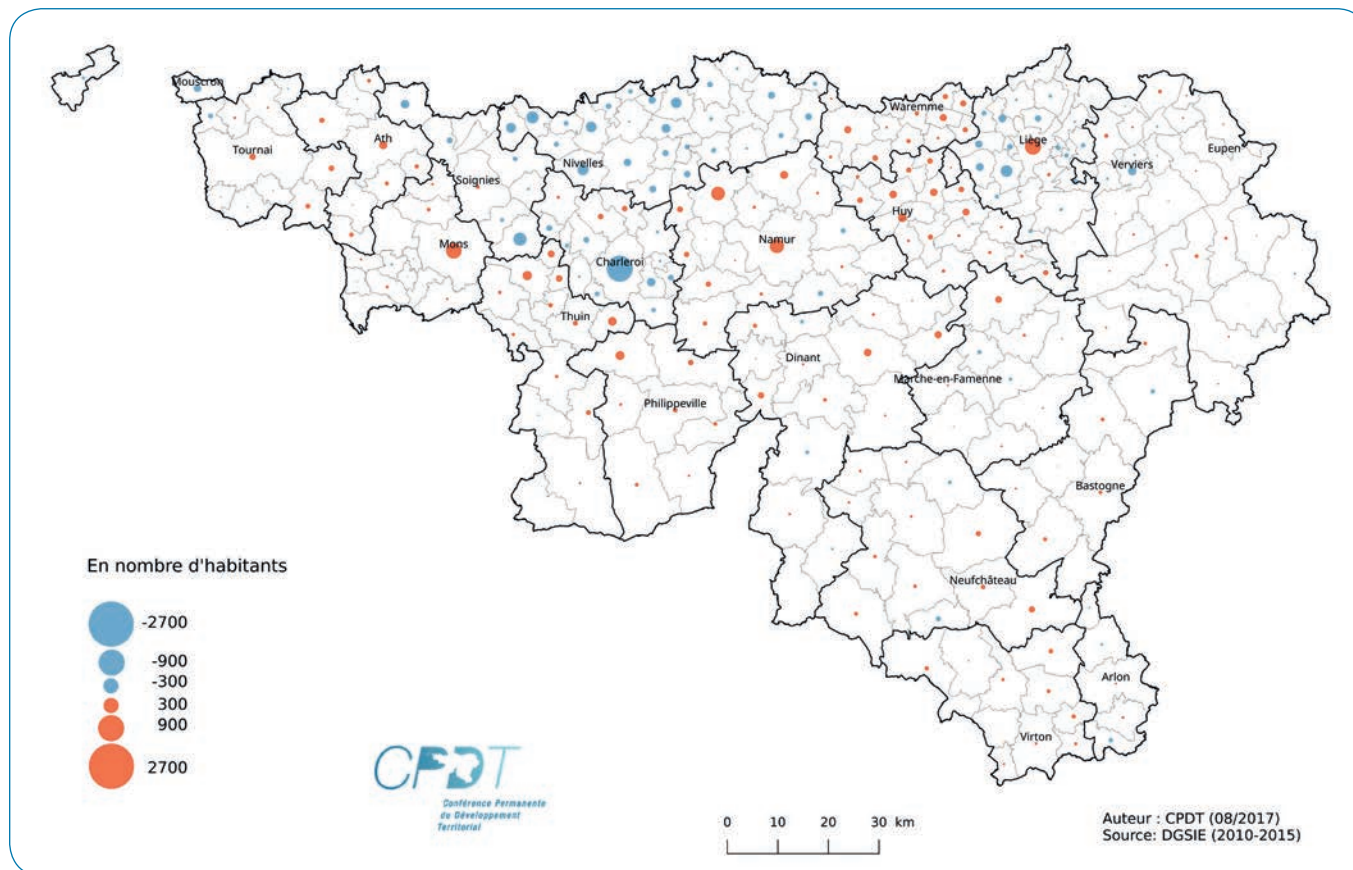 Mouscron
Tournai
Ath
Soignies
Nivelles
Waremme
Liège
Verviers
Eupen
Huy
Mons
Charleroi
Namur
Thuin
Dinant
Marche-en-Famenne
Philippeville
Bastogne
Neufchâteau
Arlon
Virton
En nombre d'habitants
-2700
-900
-300
300
900
2700
CPDT
Conférence Permanente
du Développement
Territorial
0 10 20 30 km
Auteur : CPDT (08/2017)
Source: DGSIE (2010-2015)